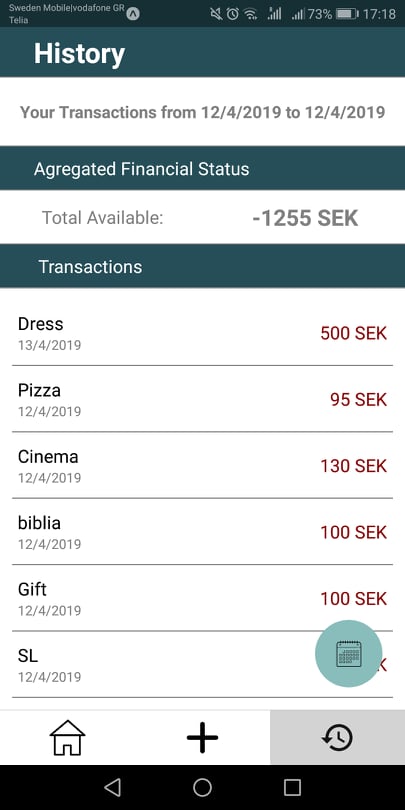 Sweden Mobile|vodafone GR
Telia
73% 17:18
History
Your Transactions from 12/4/2019 to 12/4/2019
Agregated Financial Status
Total Available: -1255 SEK
Transactions
Dress
500 SEK
13/4/2019
Pizza
95 SEK
12/4/2019
Cinema
130 SEK
12/4/2019
biblia
100 SEK
12/4/2019
Gift
100 SEK
12/4/2019
SL
12/4/2019